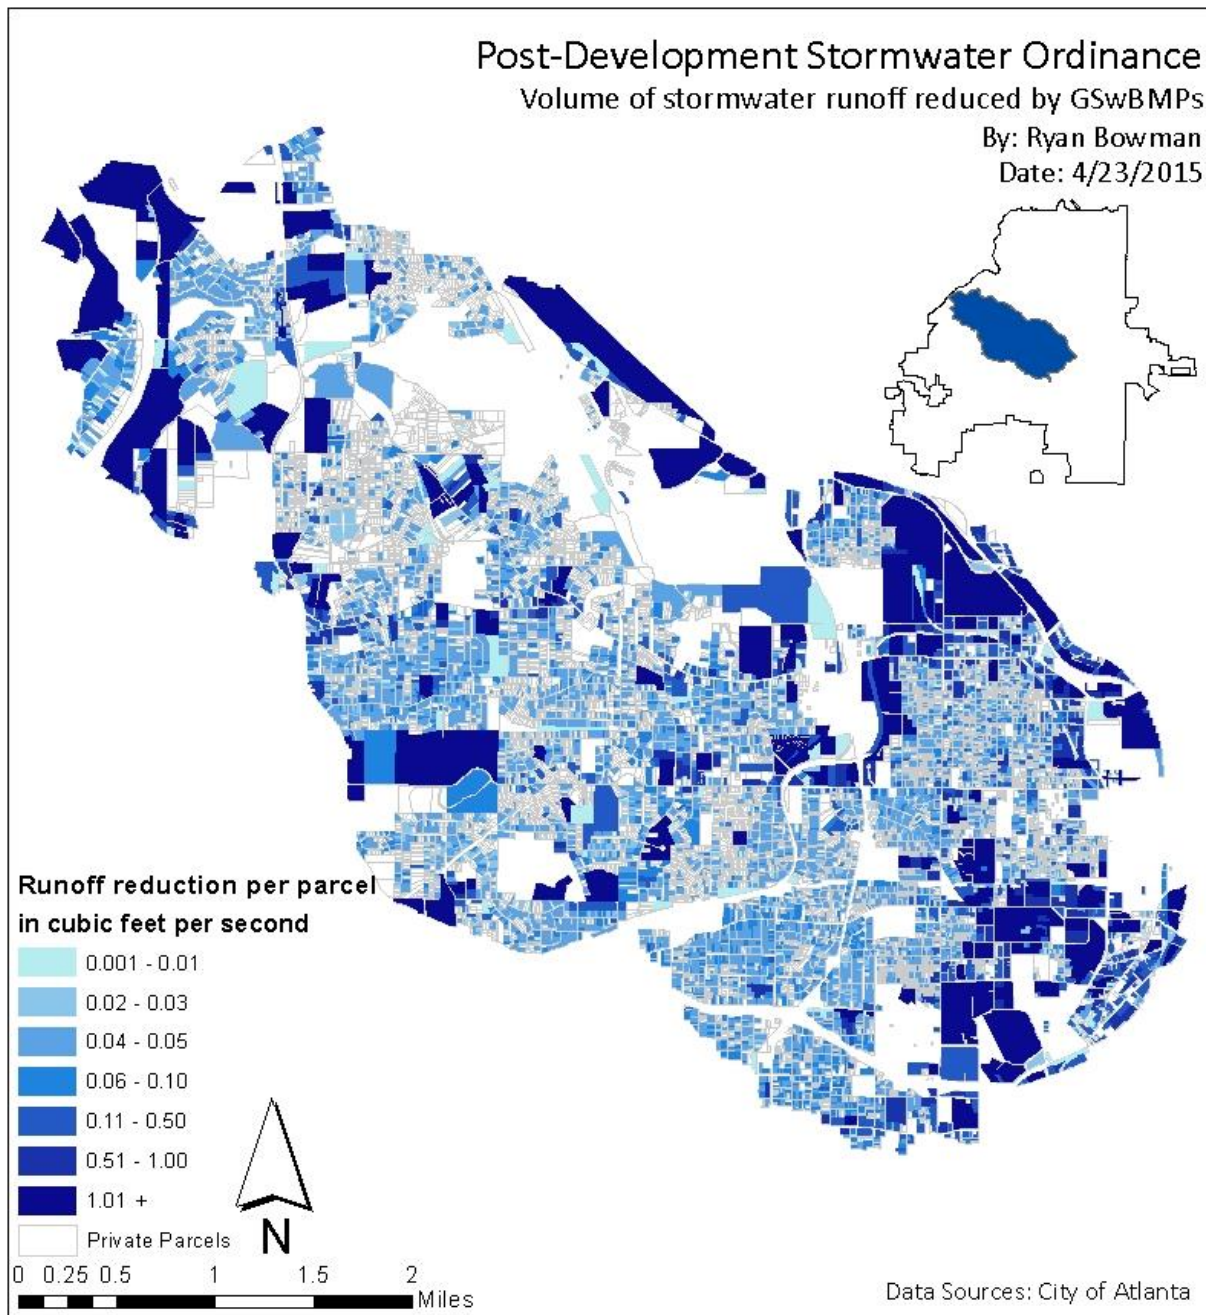 Post-Development Stormwater Ordinance
Volume of stormwater runoff reduced by GSwBMPs
By: Ryan Bowman
Date: 4/23/2015
Runoff reduction per parcel
in cubic feet per second
0.001 - 0.01
0.02 - 0.03
0.04 - 0.05
0.06 - 0.10
0.11 - 0.50
0.51 - 1.00
1.01 +
Private Parcels
N
0 0.25 0.5 1 1.5 2
Miles
Data Sources: City of Atlanta